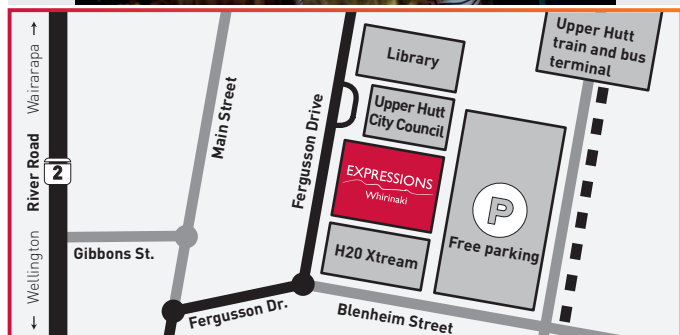 Wairarapa →
River Road
2
← Wellington
Main Street
Gibbons St.
Fergusson Drive
Fergusson Dr.
Library
Upper Hutt
City Council
EXPRESSIONS
Whirinaki
H20 Xtream
P
Free parking
Upper Hutt
train and bus
terminal
Blenheim Street